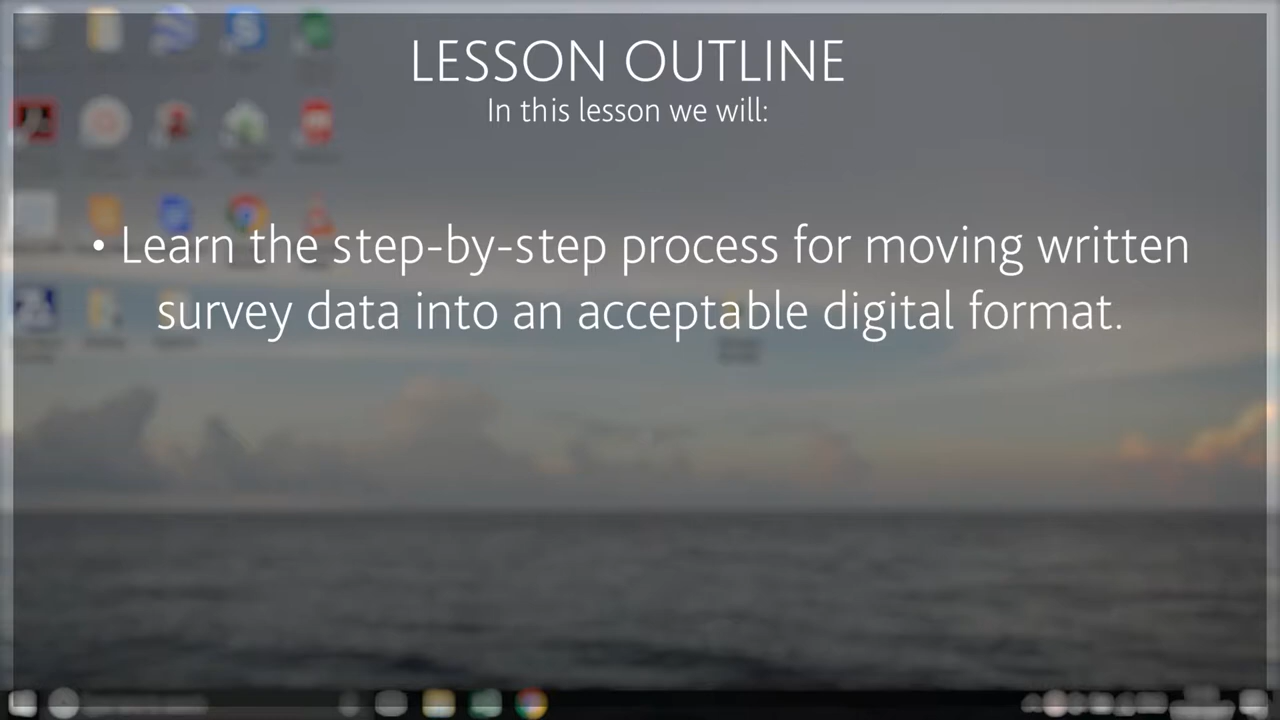 LESSON OUTLINE
In this lesson we will:
• Learn the step-by-step process for moving written
survey data into an acceptable digital format.